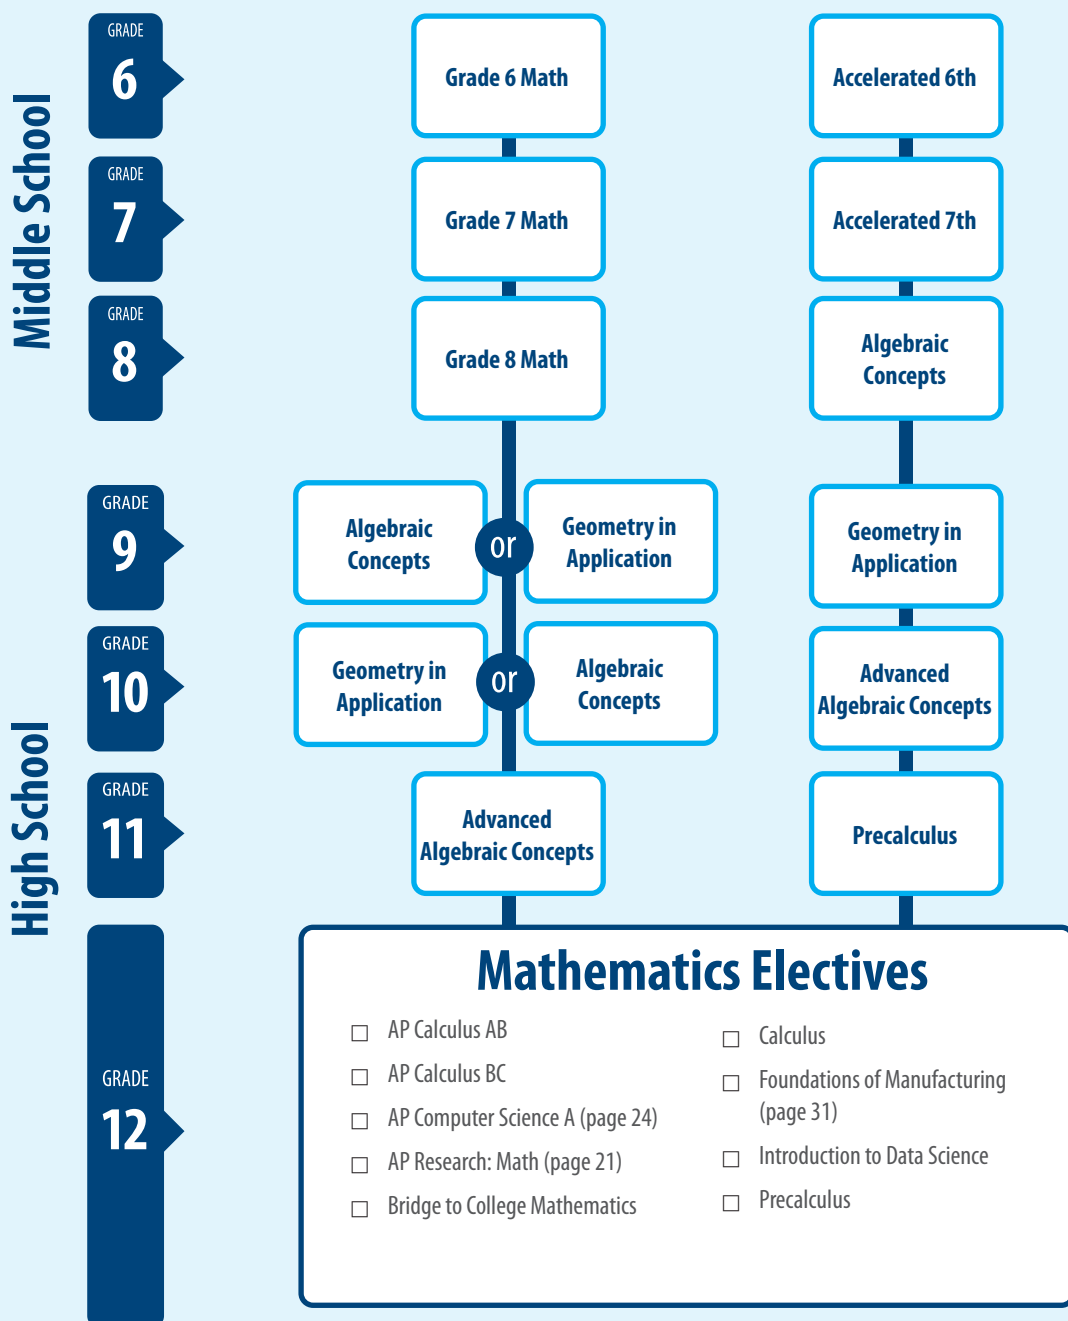 Middle School
GRADE
6
Grade 6 Math
Accelerated 6th
GRADE
7
Grade 7 Math
Accelerated 7th
GRADE
8
Grade 8 Math
Algebraic
Concepts
High School
GRADE
9
Algebraic
Concepts
or
Geometry in
Application
Geometry in
Application
GRADE
10
Geometry in
Application
or
Algebraic
Concepts
Advanced
Algebraic Concepts
GRADE
11
Advanced
Algebraic Concepts
Precalculus
GRADE
12
Mathematics Electives
AP Calculus AB
AP Calculus BC
AP Computer Science A (page 24)
AP Research: Math (page 21)
Bridge to College Mathematics
Calculus
Foundations of Manufacturing
(page 31)
Introduction to Data Science
Precalculus